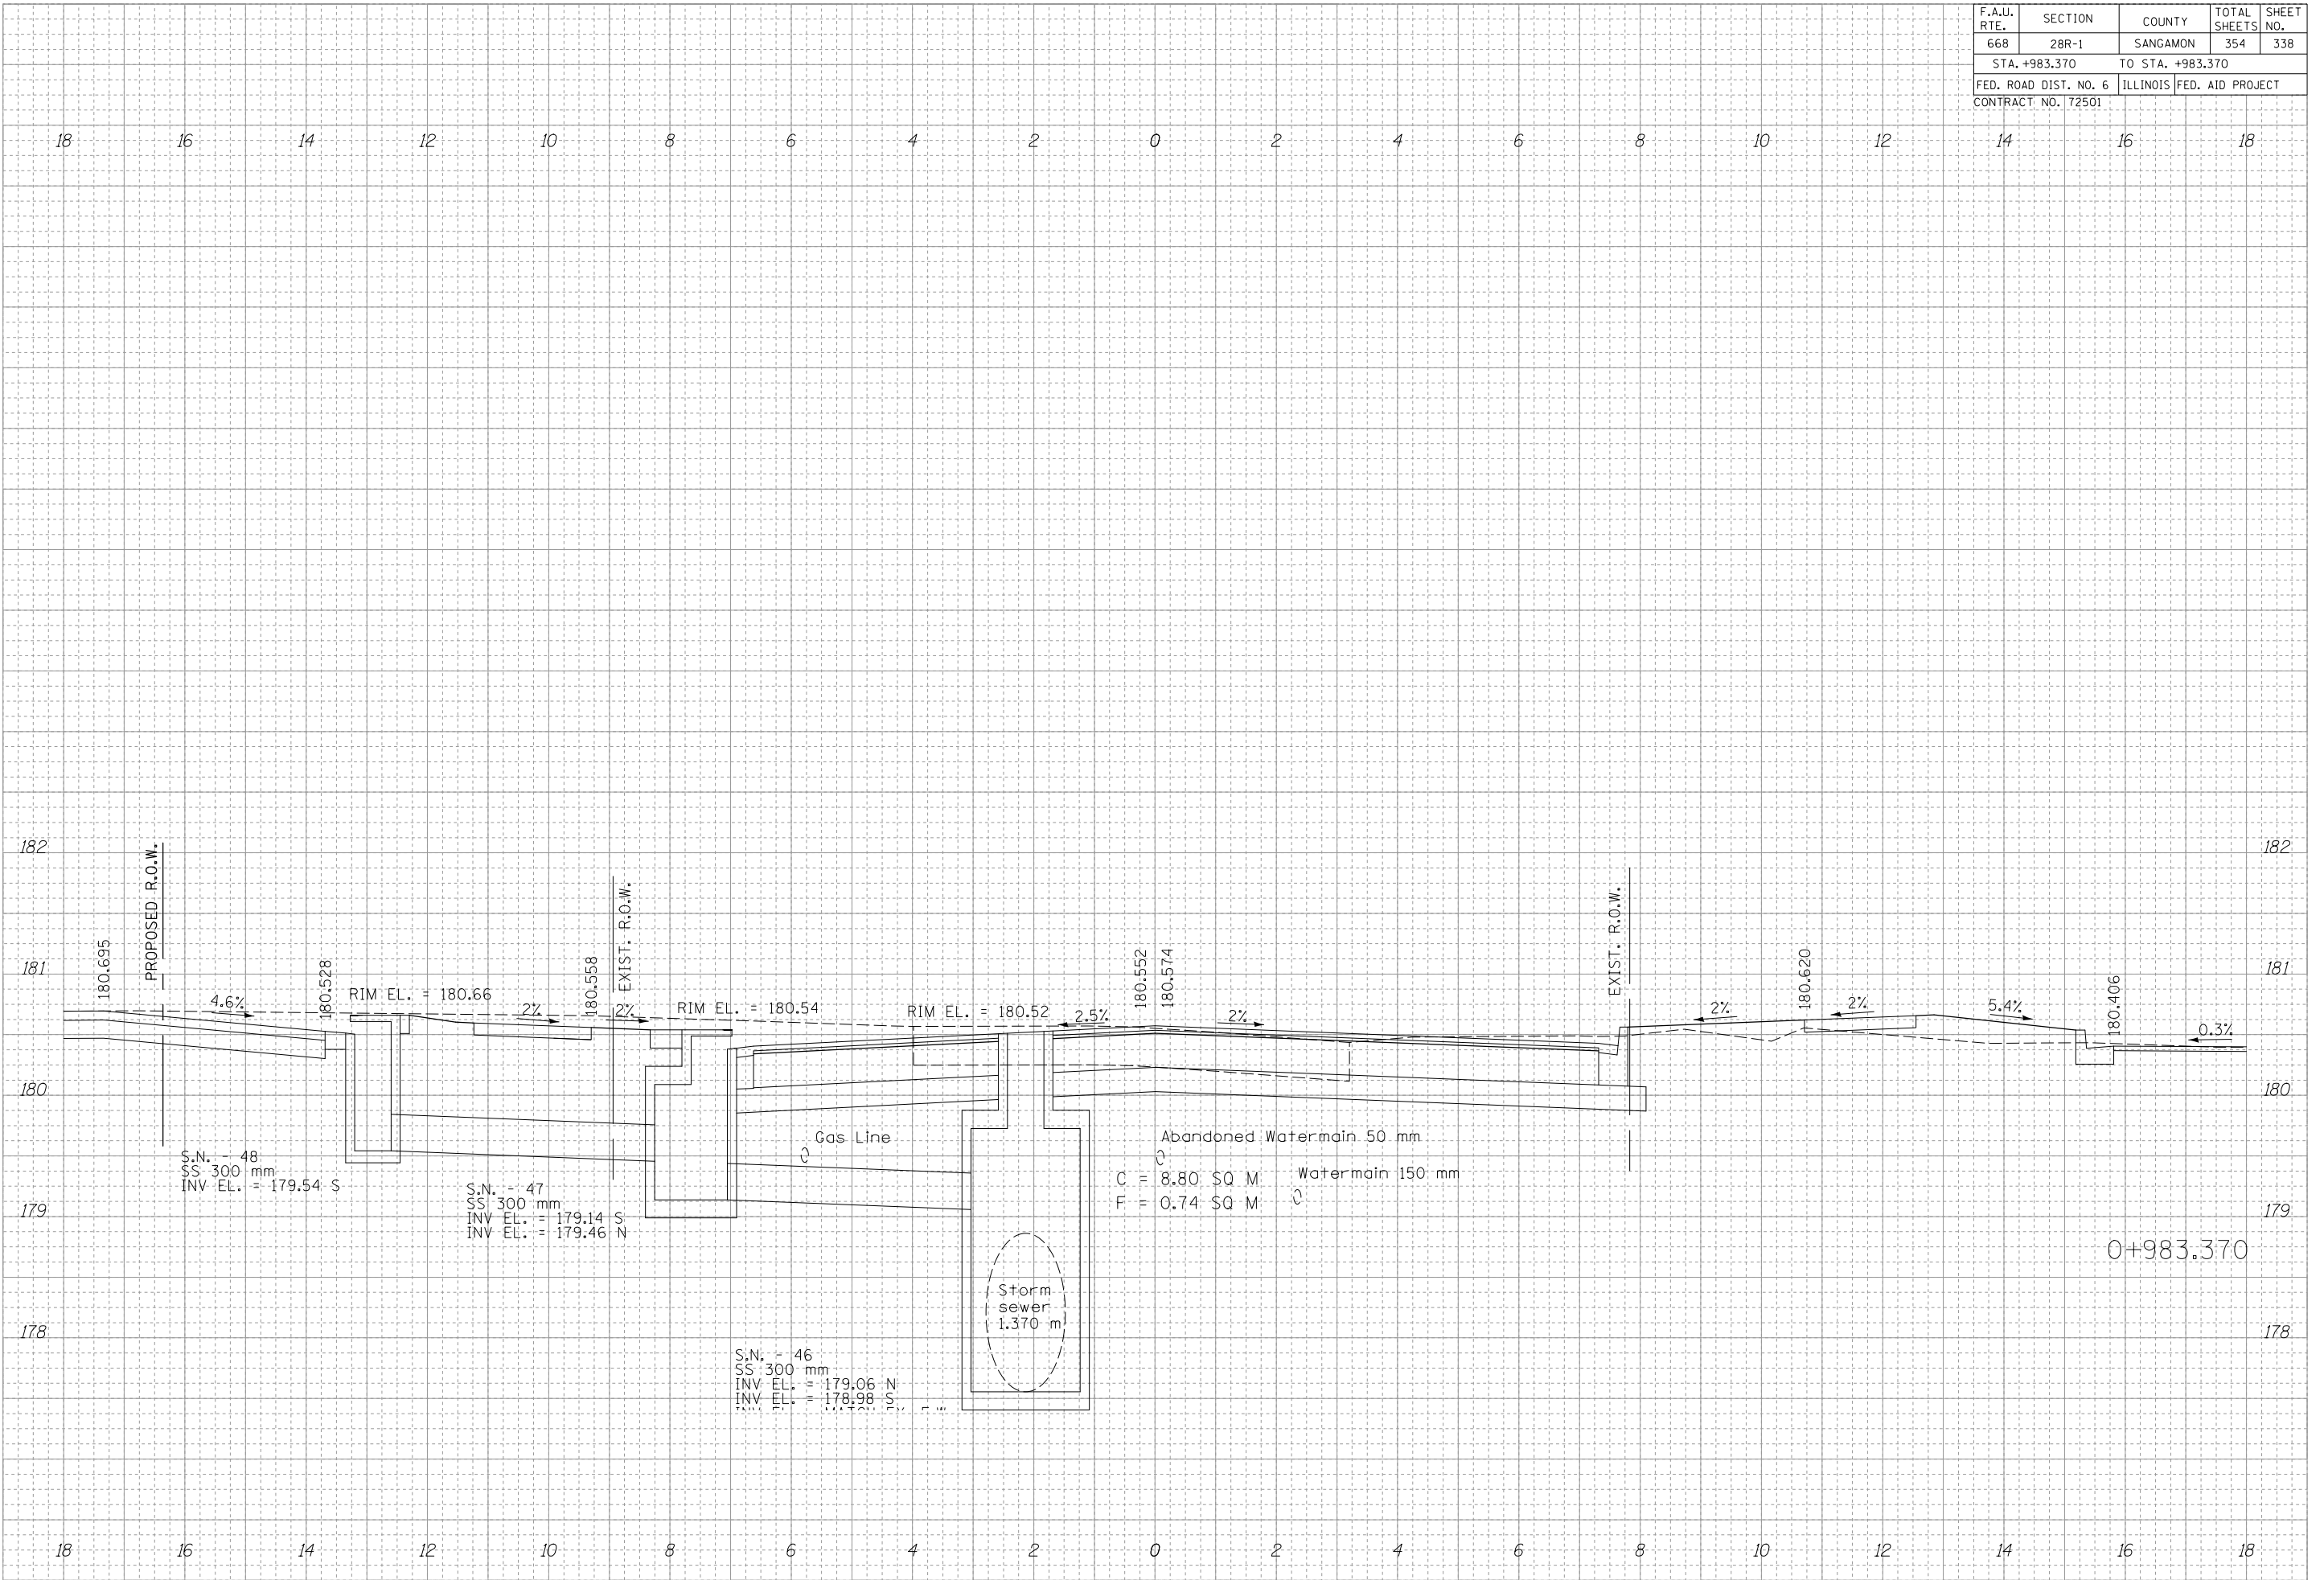 F.A.U. RTE. SECTION COUNTY TOTAL SHEETS SHEET NO.
668 28R-1 SANGAMON 354 338
STA. +983.370 TO STA. +983.370
FED. ROAD DIST. NO. 6 ILLINOIS FED. AID PROJECT
CONTRACT NO. 72501
18 16 14 12 10 8 6 4 2 0 2 4 6 8 10 12 14 16 18
182 182
PROPOSED R.O.W.
EXIST. R.O.W.
EXIST. R.O.W.
181 181
180.695
180.528
180.558
180.552
180.574
180.620
180.406
4.6%
RIM EL. = 180.66
2%
2%
RIM EL. = 180.54
RIM EL. = 180.52
2.5%
2%
2%
2%
5.4%
0.3%
180 180
Gas Line
Abandoned Watermain 50 mm
Watermain 150 mm
C = 8.80 SQ M
F = 0.74 SQ M
S.N. - 48
SS 300 mm
INV EL. = 179.54 S
S.N. - 47
SS 300 mm
INV EL. = 179.14 S
INV EL. = 179.46 N
179 179
0+983.370
Storm
sewer
1.370 m
178 178
S.N. - 46
SS 300 mm
INV EL. = 179.06 N
INV EL. = 178.98 S
18 16 14 12 10 8 6 4 2 0 2 4 6 8 10 12 14 16 18